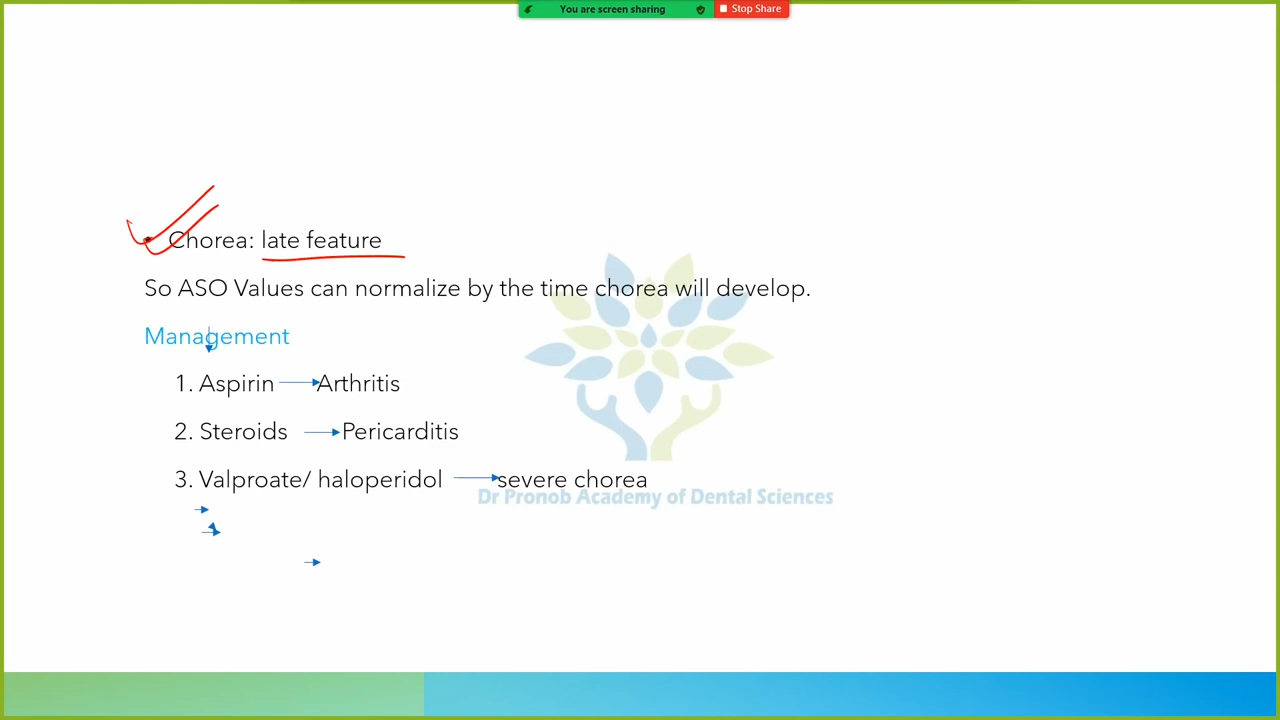 You are screen sharing Stop Share
Chorea: late feature
So ASO Values can normalize by the time chorea will develop.
Management
1. Aspirin Arthritis
2. Steroids Pericarditis
3. Valproate/ haloperidol severe chorea
Dr Pronob Academy of Dental Sciences